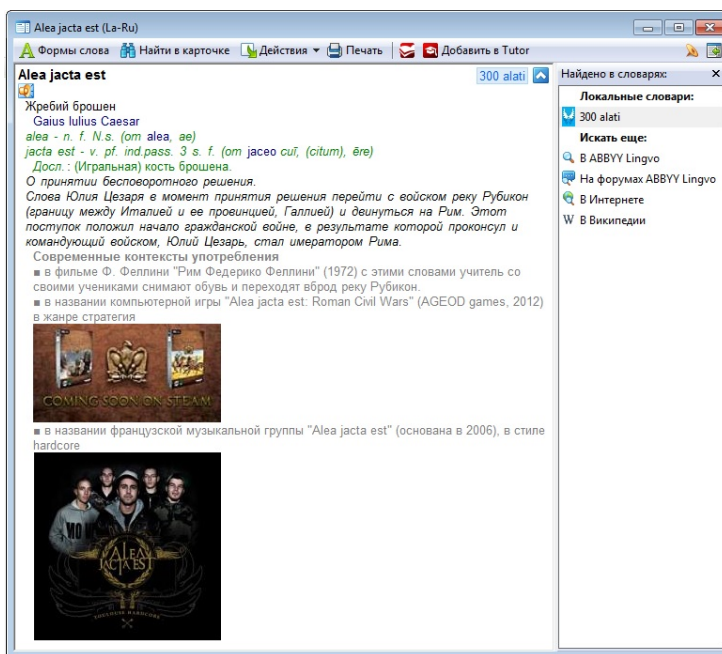 Alea jacta est (La-Ru)
Формы слова Найти в карточке Действия Печать Добавить в Tutor
Alea jacta est 300 alati
Жребий брошен
Gaius Iulius Caesar
alea - n. f. N.s. (от alea, ae)
jacta est - v. pf. ind.pass. 3 s. f. (от jaceo cuī, (citum), ēre)
Досл. : (Игральная) кость брошена.
О принятии бесповоротного решения.
Слова Юлия Цезаря в момент принятия решения перейти с войском реку Рубикон
(границу между Италией и ее провинцией, Галлией) и двинуться на Рим. Этот
поступок положил начало гражданской войне, в результате которой проконсул и
командующий войском, Юлий Цезарь, стал императором Рима.
Современные контексты употребления
■ в фильме Ф. Феллини "Рим Федерико Феллини" (1972) с этими словами учитель со
своими учениками снимают обувь и переходят вброд реку Рубикон.
■ в названии компьютерной игры "Alea jacta est: Roman Civil Wars" (AGEOD games, 2012)
в жанре стратегия
COMING SOON ON STEAM
■ в названии французской музыкальной группы "Alea jacta est" (основана в 2006), в стиле
hardcore
ALEA
JACTA EST
TOULOUSE HARDCORE
Найдено в словарях:
Локальные словари:
300 alati
Искать еще:
В ABBYY Lingvo
На форумах ABBYY Lingvo
В Интернете
W В Википедии